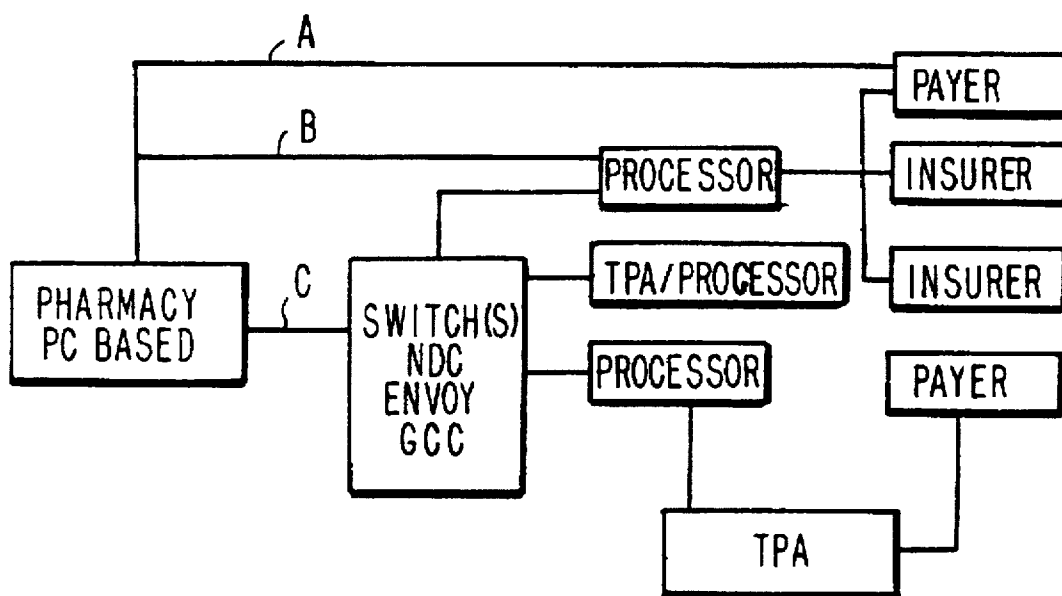 A
PAYER
B
PROCESSOR
INSURER
TPA/PROCESSOR
INSURER
PHARMACY
PC BASED
C
SWITCH(S)
NDC
ENVOY
GCC
PROCESSOR
PAYER
TPA